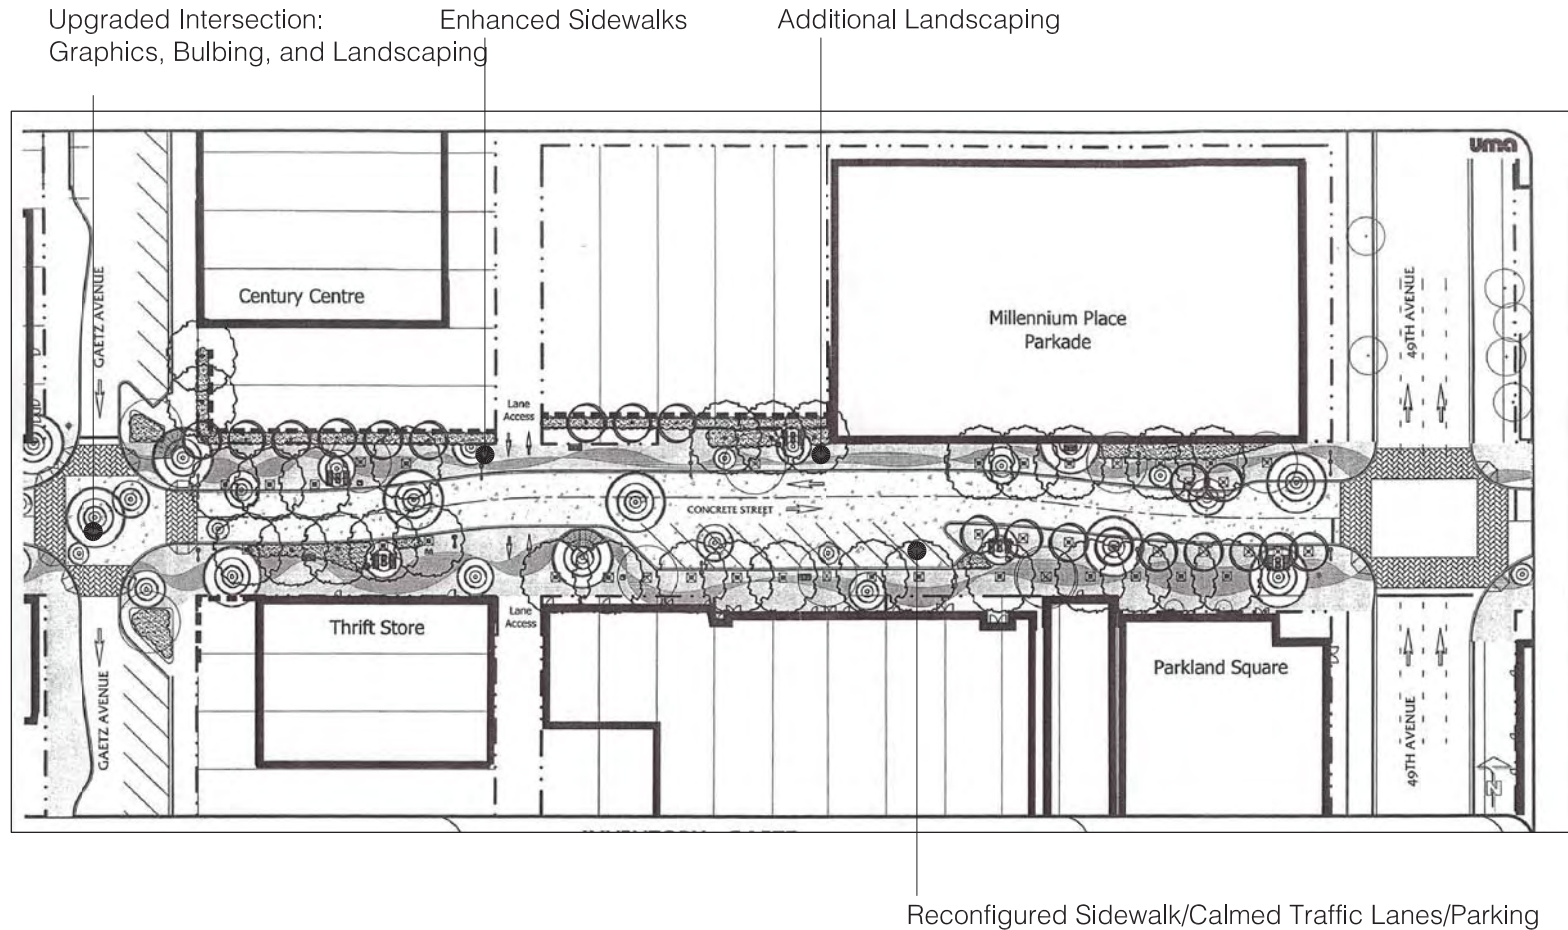 Upgraded Intersection:
Graphics, Bulbing, and Landscaping
Enhanced Sidewalks
Additional Landscaping
uma
GAETZ AVENUE
Century Centre
Millennium Place
Parkade
49TH AVENUE
Lane
Access
CONCRETE STREET
Lane
Access
Thrift Store
Parkland Square
GAETZ AVENUE
49TH AVENUE
N
Reconfigured Sidewalk/Calmed Traffic Lanes/Parking